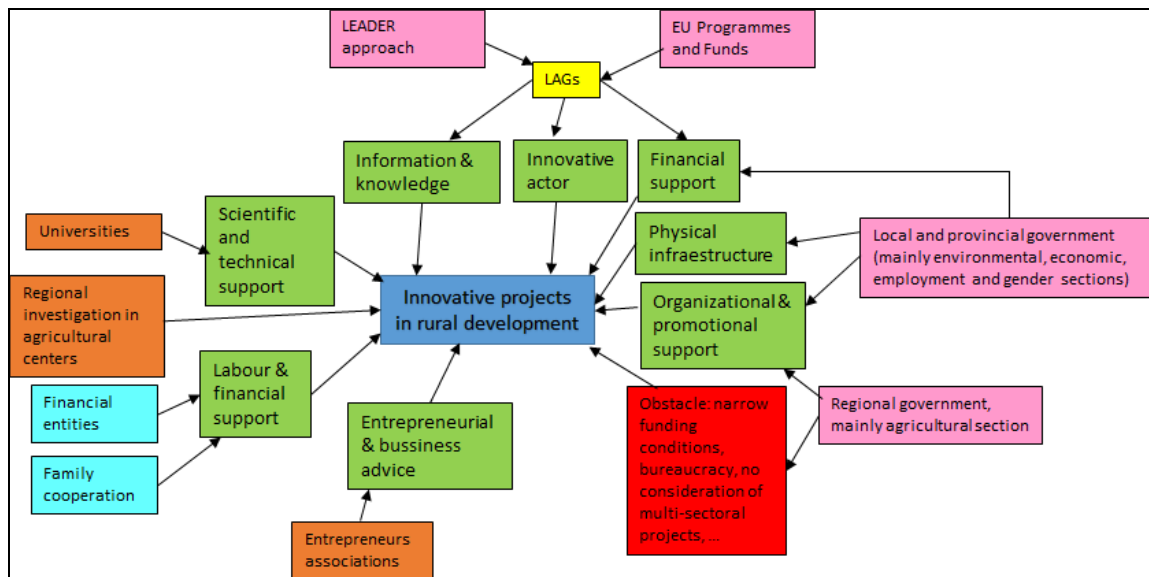 LEADER
approach
EU Programmes
and Funds
LAGs
Information &
knowledge
Innovative
actor
Financial
support
Scientific
and
technical
support
Universities
Physical
infraestructure
Local and provincial government
(mainly environmental, economic,
employment and gender sections)
Regional
investigation in
agricultural
centers
Innovative projects
in rural development
Organizational &
promotional
support
Labour &
financial
support
Financial
entities
Family
cooperation
Entrepreneurial
& bussiness
advice
Obstacle: narrow
funding
conditions,
bureaucracy, no
consideration of
multi-sectoral
projects, ...
Regional government,
mainly agricultural section
Entrepreneurs
associations